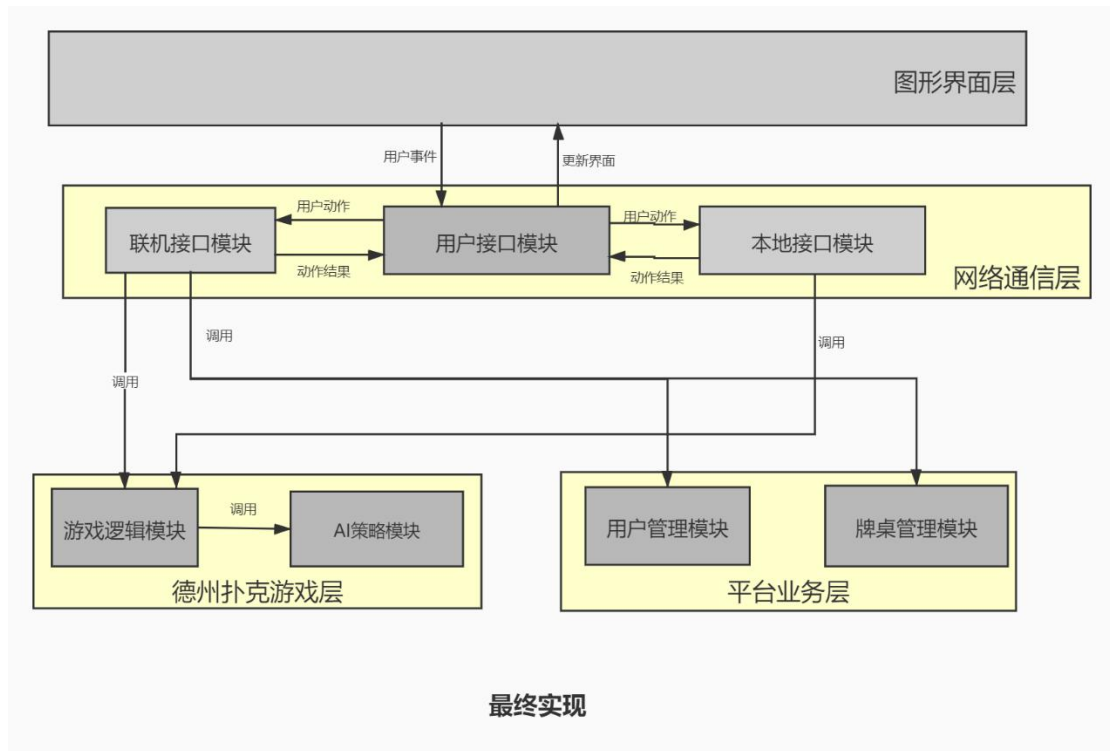 图形界面层
用户事件
更新界面
用户动作
用户动作
联机接口模块
用户接口模块
本地接口模块
动作结果
动作结果
网络通信层
调用
调用
调用
游戏逻辑模块
调用
AI策略模块
用户管理模块
牌桌管理模块
德州扑克游戏层
平台业务层
最终实现